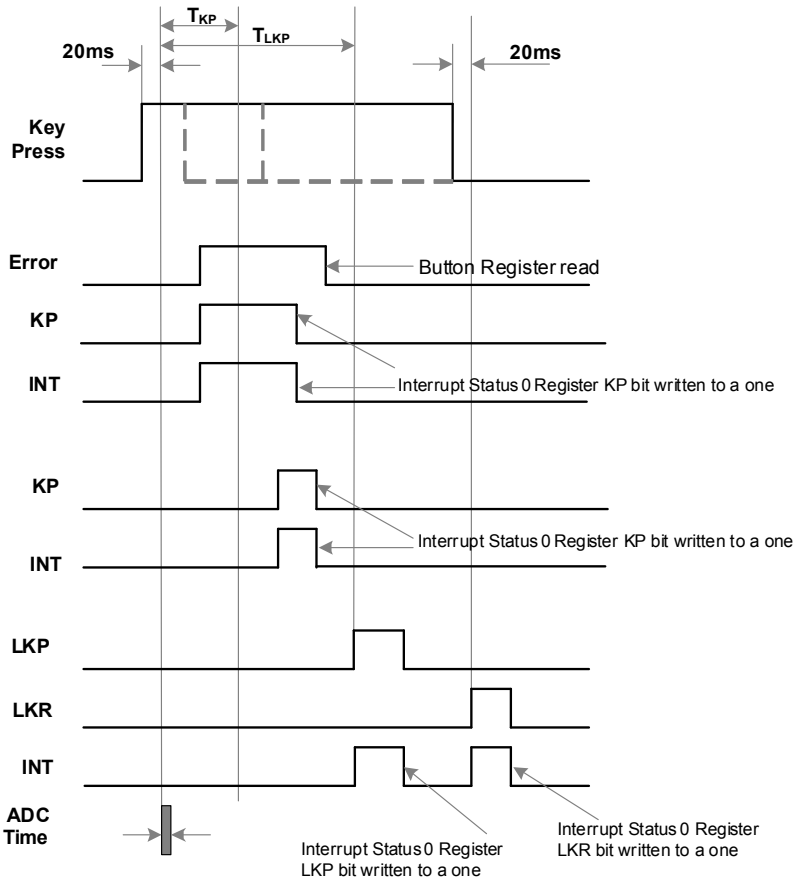 TKP
TLKP
20ms
20ms
Key
Press
Error
Button Register read
KP
INT
Interrupt Status 0 Register KP bit written to a one
KP
INT
Interrupt Status 0 Register KP bit written to a one
LKP
LKR
INT
ADC
Time
Interrupt Status 0 Register
LKP bit written to a one
Interrupt Status 0 Register
LKR bit written to a one